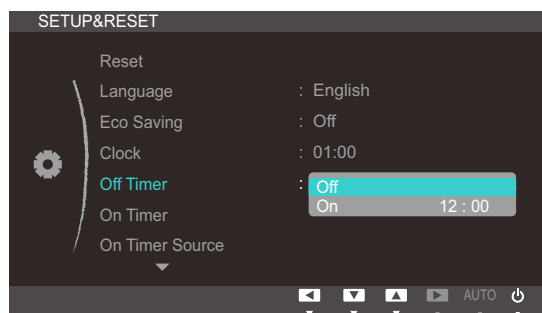 SETUP&RESET
Reset
Language : English
Eco Saving : Off
Clock : 01:00
Off Timer : Off
On 12 : 00
On Timer
On Timer Source
AUTO